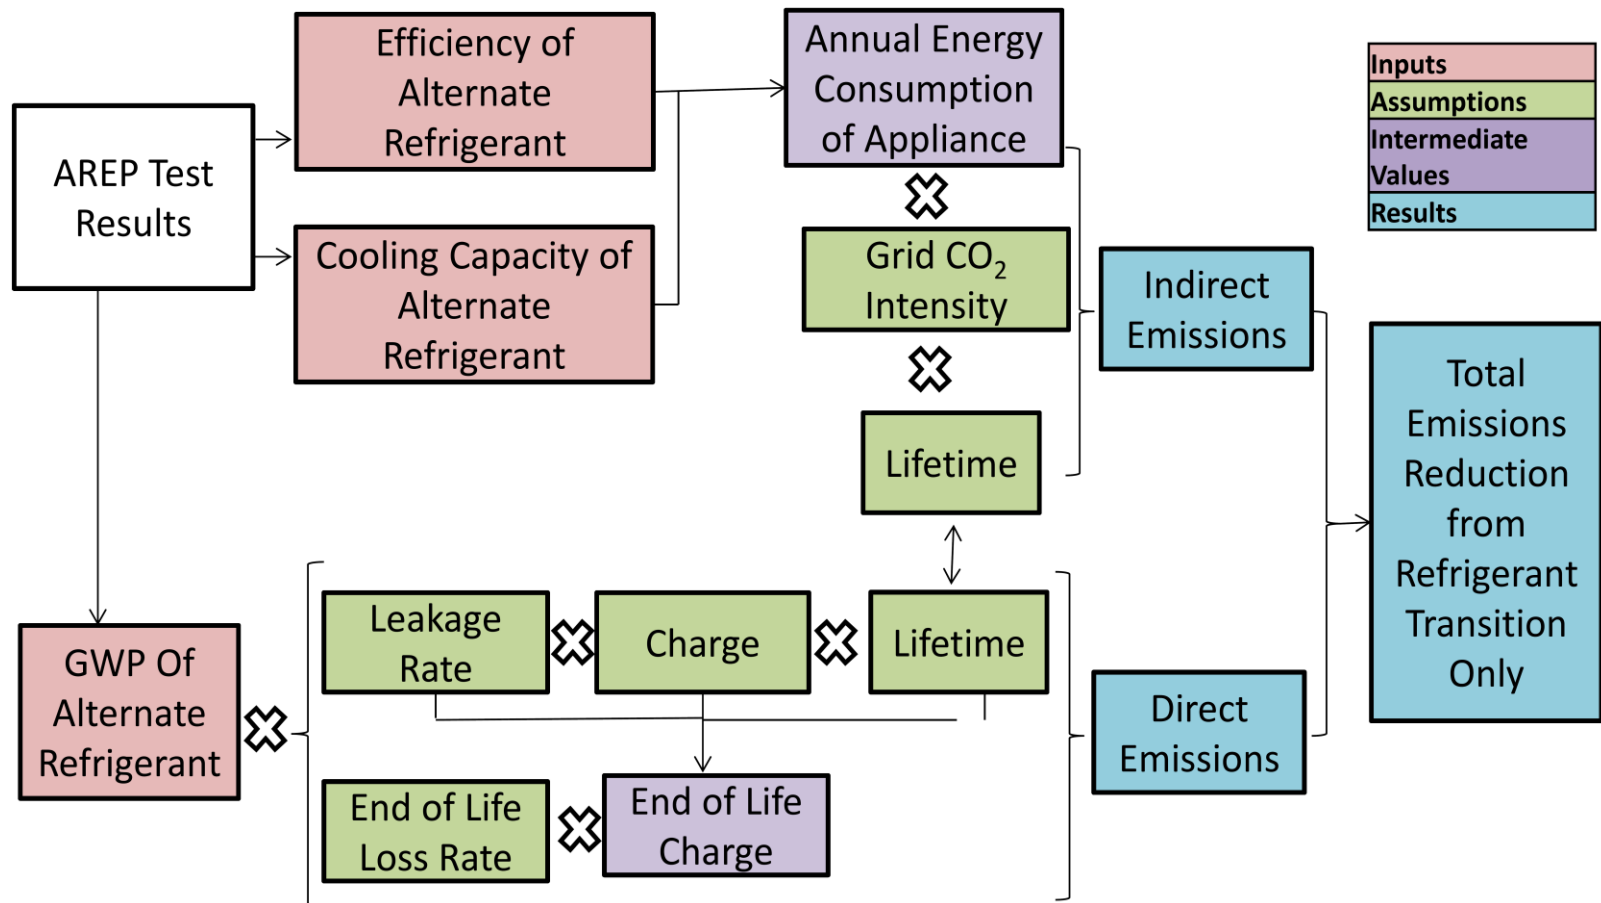 Efficiency of
Alternate
Refrigerant
Annual Energy
Consumption
of Appliance
Inputs
Assumptions
Intermediate
Values
Results
AREP Test
Results
Cooling Capacity of
Alternate
Refrigerant
Grid CO₂
Intensity
Indirect
Emissions
Lifetime
Total
Emissions
Reduction
from
Refrigerant
Transition
Only
GWP Of
Alternate
Refrigerant
Leakage
Rate
Charge
Lifetime
Direct
Emissions
End of Life
Loss Rate
End of Life
Charge